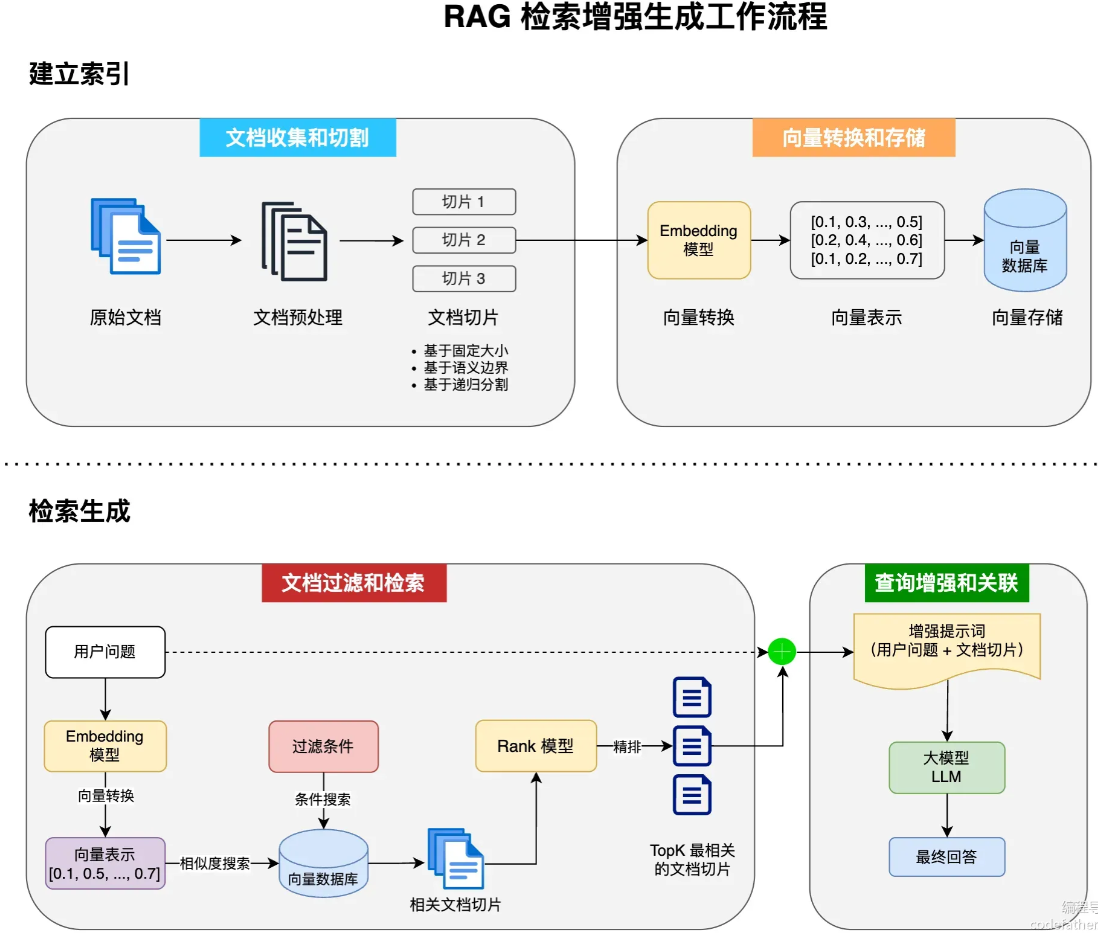 RAG 检索增强生成工作流程
建立索引
文档收集和切割
向量转换和存储
切片 1
切片 2
切片 3
Embedding
模型
[0.1, 0.3, ..., 0.5]
[0.2, 0.4, ..., 0.6]
[0.1, 0.2, ..., 0.7]
向量
数据库
原始文档
文档预处理
文档切片
向量转换
向量表示
向量存储
• 基于固定大小
• 基于语义边界
• 基于递归分割
检索生成
文档过滤和检索
查询增强和关联
用户问题
增强提示词
(用户问题 + 文档切片)
Embedding
模型
过滤条件
Rank 模型
精排
向量转换
条件搜索
大模型
LLM
向量表示
[0.1, 0.5, ..., 0.7]
相似度搜索
向量数据库
相关文档切片
TopK 最相关
的文档切片
最终回答
编程导
codefather